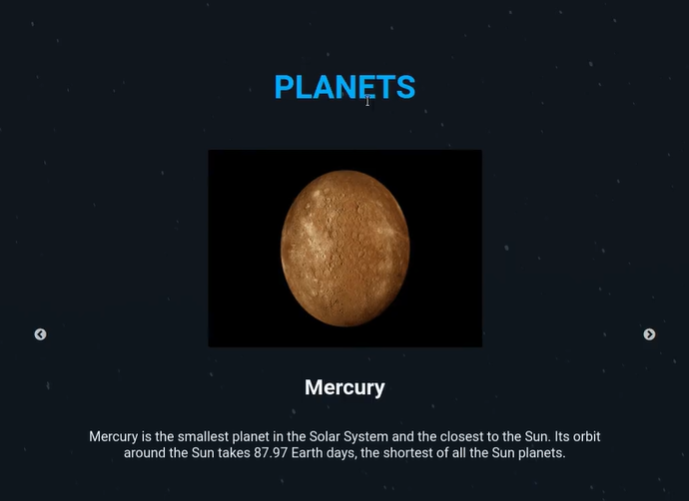 PLANETS
Mercury
Mercury is the smallest planet in the Solar System and the closest to the Sun. Its orbit
around the Sun takes 87.97 Earth days, the shortest of all the Sun planets.